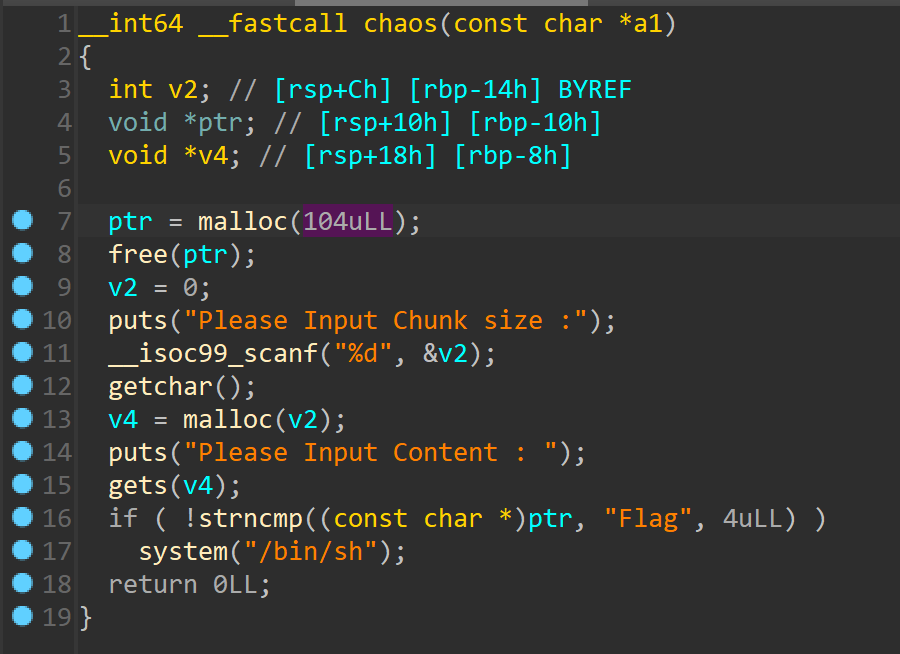 1 __int64 __fastcall chaos(const char *a1)
2 {
3   int v2; // [rsp+Ch] [rbp-14h] BYREF
4   void *ptr; // [rsp+10h] [rbp-10h]
5   void *v4; // [rsp+18h] [rbp-8h]
6
7   ptr = malloc(104uLL);
8   free(ptr);
9   v2 = 0;
10   puts("Please Input Chunk size :");
11   __isoc99_scanf("%d", &v2);
12   getchar();
13   v4 = malloc(v2);
14   puts("Please Input Content : ");
15   gets(v4);
16   if ( !strncmp((const char *)ptr, "Flag", 4uLL) )
17     system("/bin/sh");
18   return 0LL;
19 }